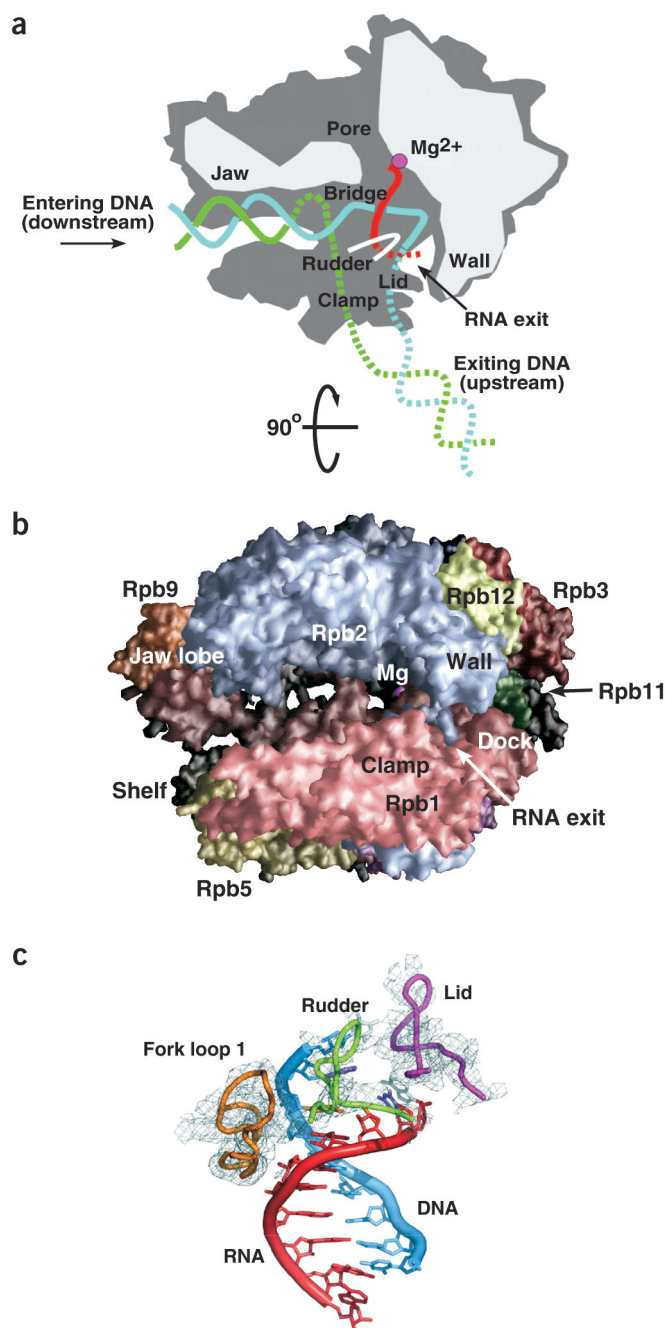 a
Pore
Mg2+
Jaw
Entering DNA
(downstream)
Bridge
Rudder
Wall
Lid
Clamp
RNA exit
Exiting DNA
(upstream)
90o
b
Rpb9
Rpb12
Rpb3
Rpb2
Jaw lobe
Wall
Mg
Rpb11
Dock
Clamp
Shelf
Rpb1
RNA exit
Rpb5
c
Lid
Rudder
Fork loop 1
DNA
RNA